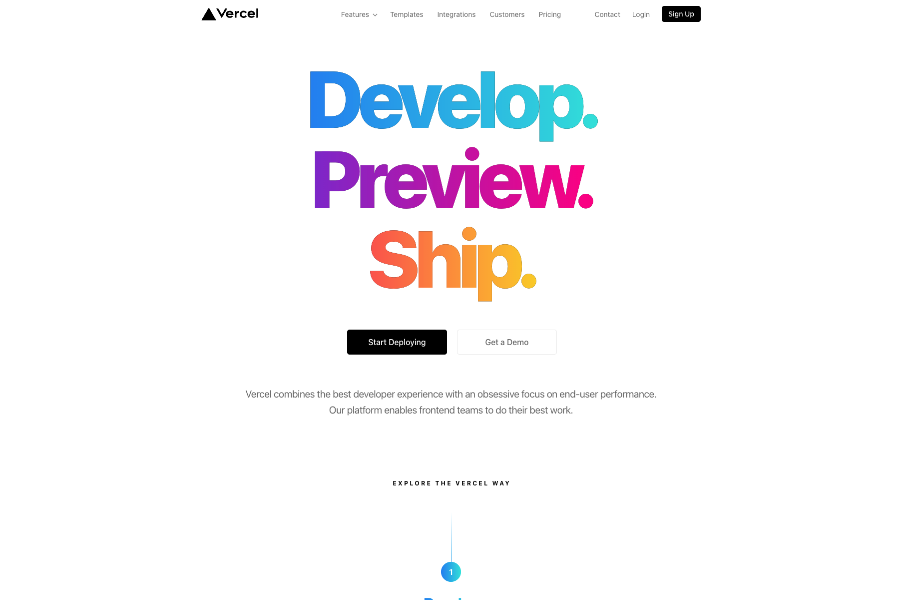 Vercel
Features Templates Integrations Customers Pricing Contact Login Sign Up
Develop.
Preview.
Ship.
Start Deploying Get a Demo
Vercel combines the best developer experience with an obsessive focus on end-user performance.
Our platform enables frontend teams to do their best work.
EXPLORE THE VERCEL WAY
1